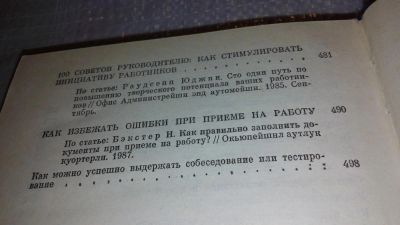 100 СОВЕТОВ РУКОВОДИТЕЛЮ: КАК СТИМУЛИРОВАТЬ
ИНИЦИАТИВУ РАБОТНИКОВ . . . . . . . . . . . 481
По статье: Раудсепп Юджин. Сто один путь по
повышению творческого потенциала ваших работни-
ков // Офис Администрейшн энд аутомейшн. 1985. Сен-
тябрь.
КАК ИЗБЕЖАТЬ ОШИБКИ ПРИ ПРИЕМЕ НА РАБОТУ 490
По статье: Бэкстер Н. Как правильно заполнить до-
кументы при приеме на работу? // Окьюпейшнл аутлук
куортерли. 1987.
Как можно успешно выдержать собеседование или тестиро-
вание . . . . . . . . . . . . . . . . 498